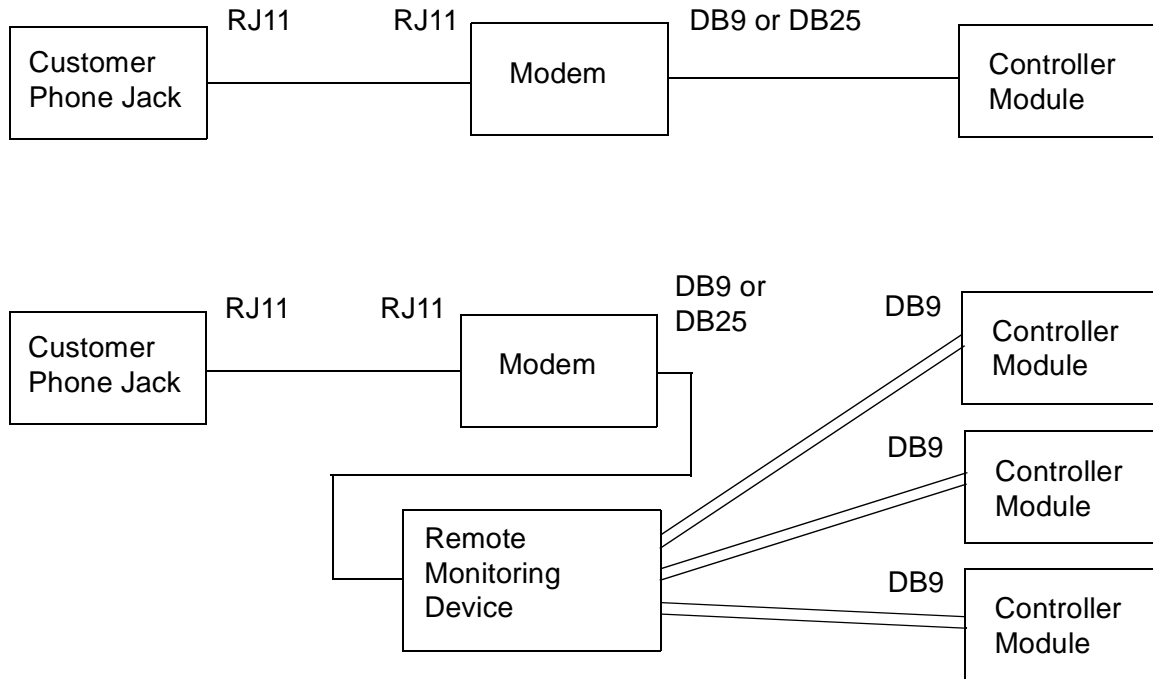 RJ11
RJ11
DB9 or DB25
Customer
Phone Jack
Modem
Controller
Module
RJ11
RJ11
DB9 or
DB25
DB9
Customer
Phone Jack
Modem
Controller
Module
DB9
Controller
Module
Remote
Monitoring
Device
DB9
Controller
Module